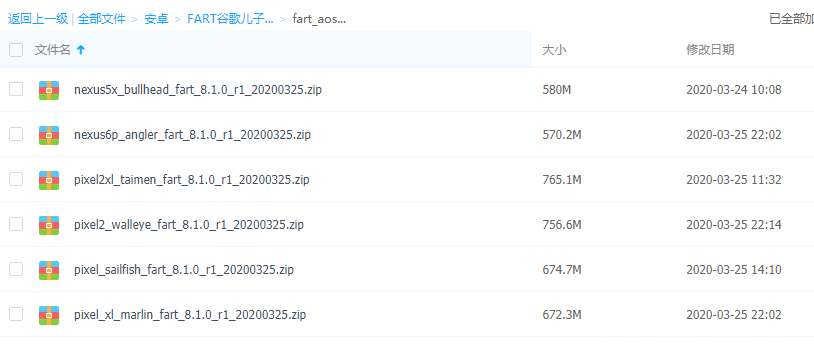 返回上一级 | 全部文件 > 安卓 > FART谷歌儿子... > fart_aos... 已全部加
文件名 大小 修改日期
nexus5x_bullhead_fart_8.1.0_r1_20200325.zip 580M 2020-03-24 10:08
nexus6p_angler_fart_8.1.0_r1_20200325.zip 570.2M 2020-03-25 22:02
pixel2xl_taimen_fart_8.1.0_r1_20200325.zip 765.1M 2020-03-25 11:32
pixel2_walleye_fart_8.1.0_r1_20200325.zip 756.6M 2020-03-25 22:14
pixel_sailfish_fart_8.1.0_r1_20200325.zip 674.7M 2020-03-25 14:10
pixel_xl_marlin_fart_8.1.0_r1_20200325.zip 672.3M 2020-03-25 22:02